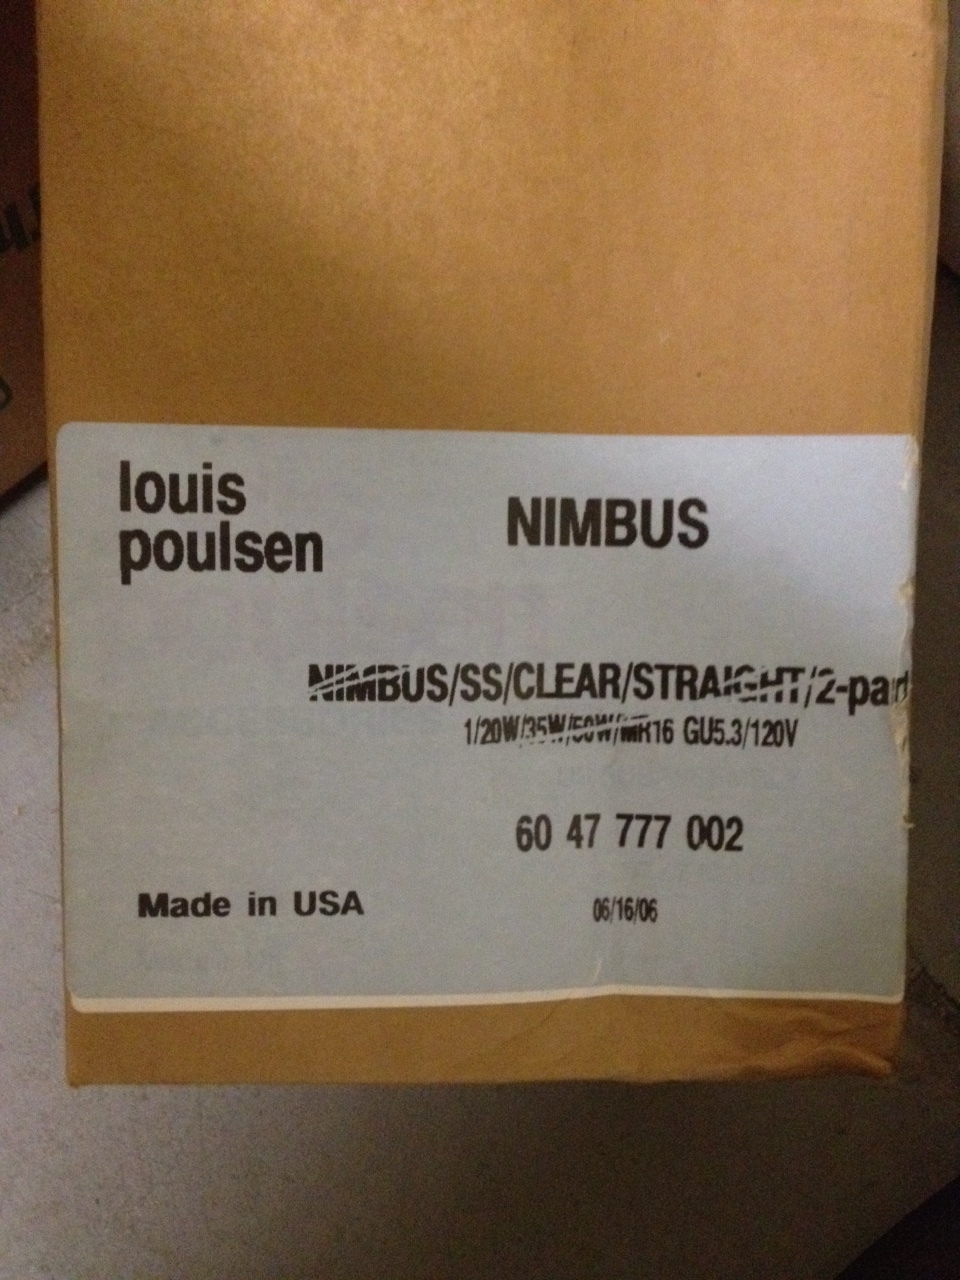 louis
poulsen
NIMBUS
NIMBUS/SS/CLEAR/STRAIGHT/2-part
1/20W/35W/50W/MR16 GU5.3/120V
60 47 777 002
Made in USA
06/16/06